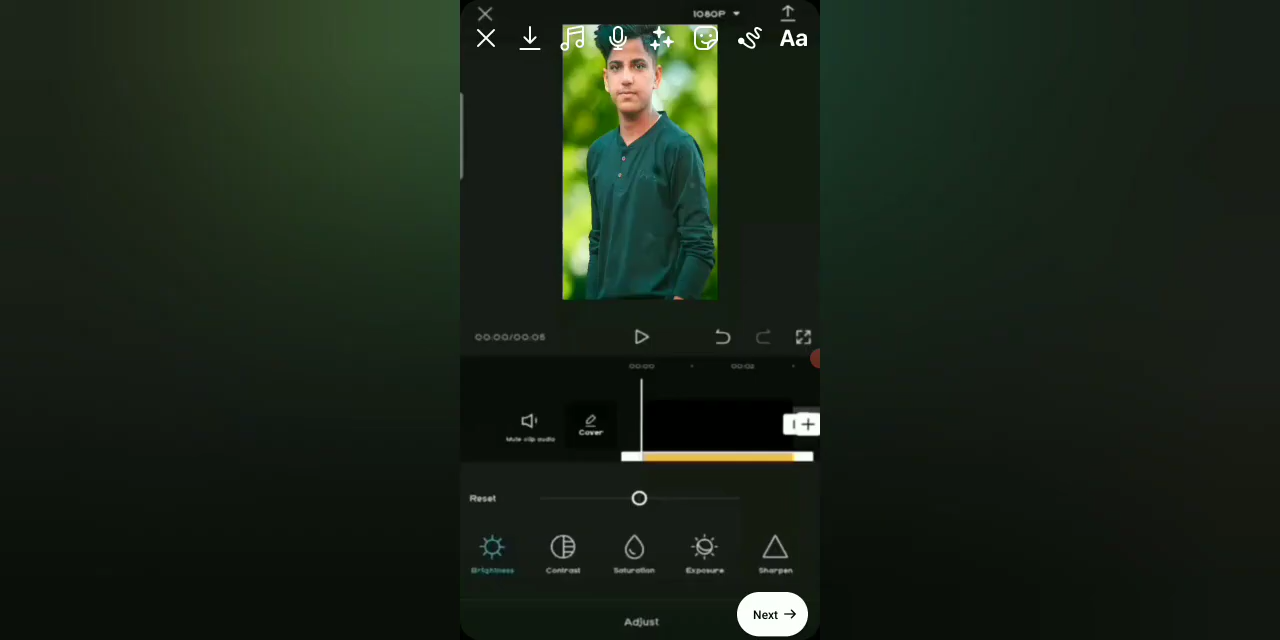 1080P
Aa
00:00/00:05
00:00
00:02
Mute clip audio
Cover
Reset
Brightness
Contrast
Saturation
Exposure
Sharpen
Adjust
Next